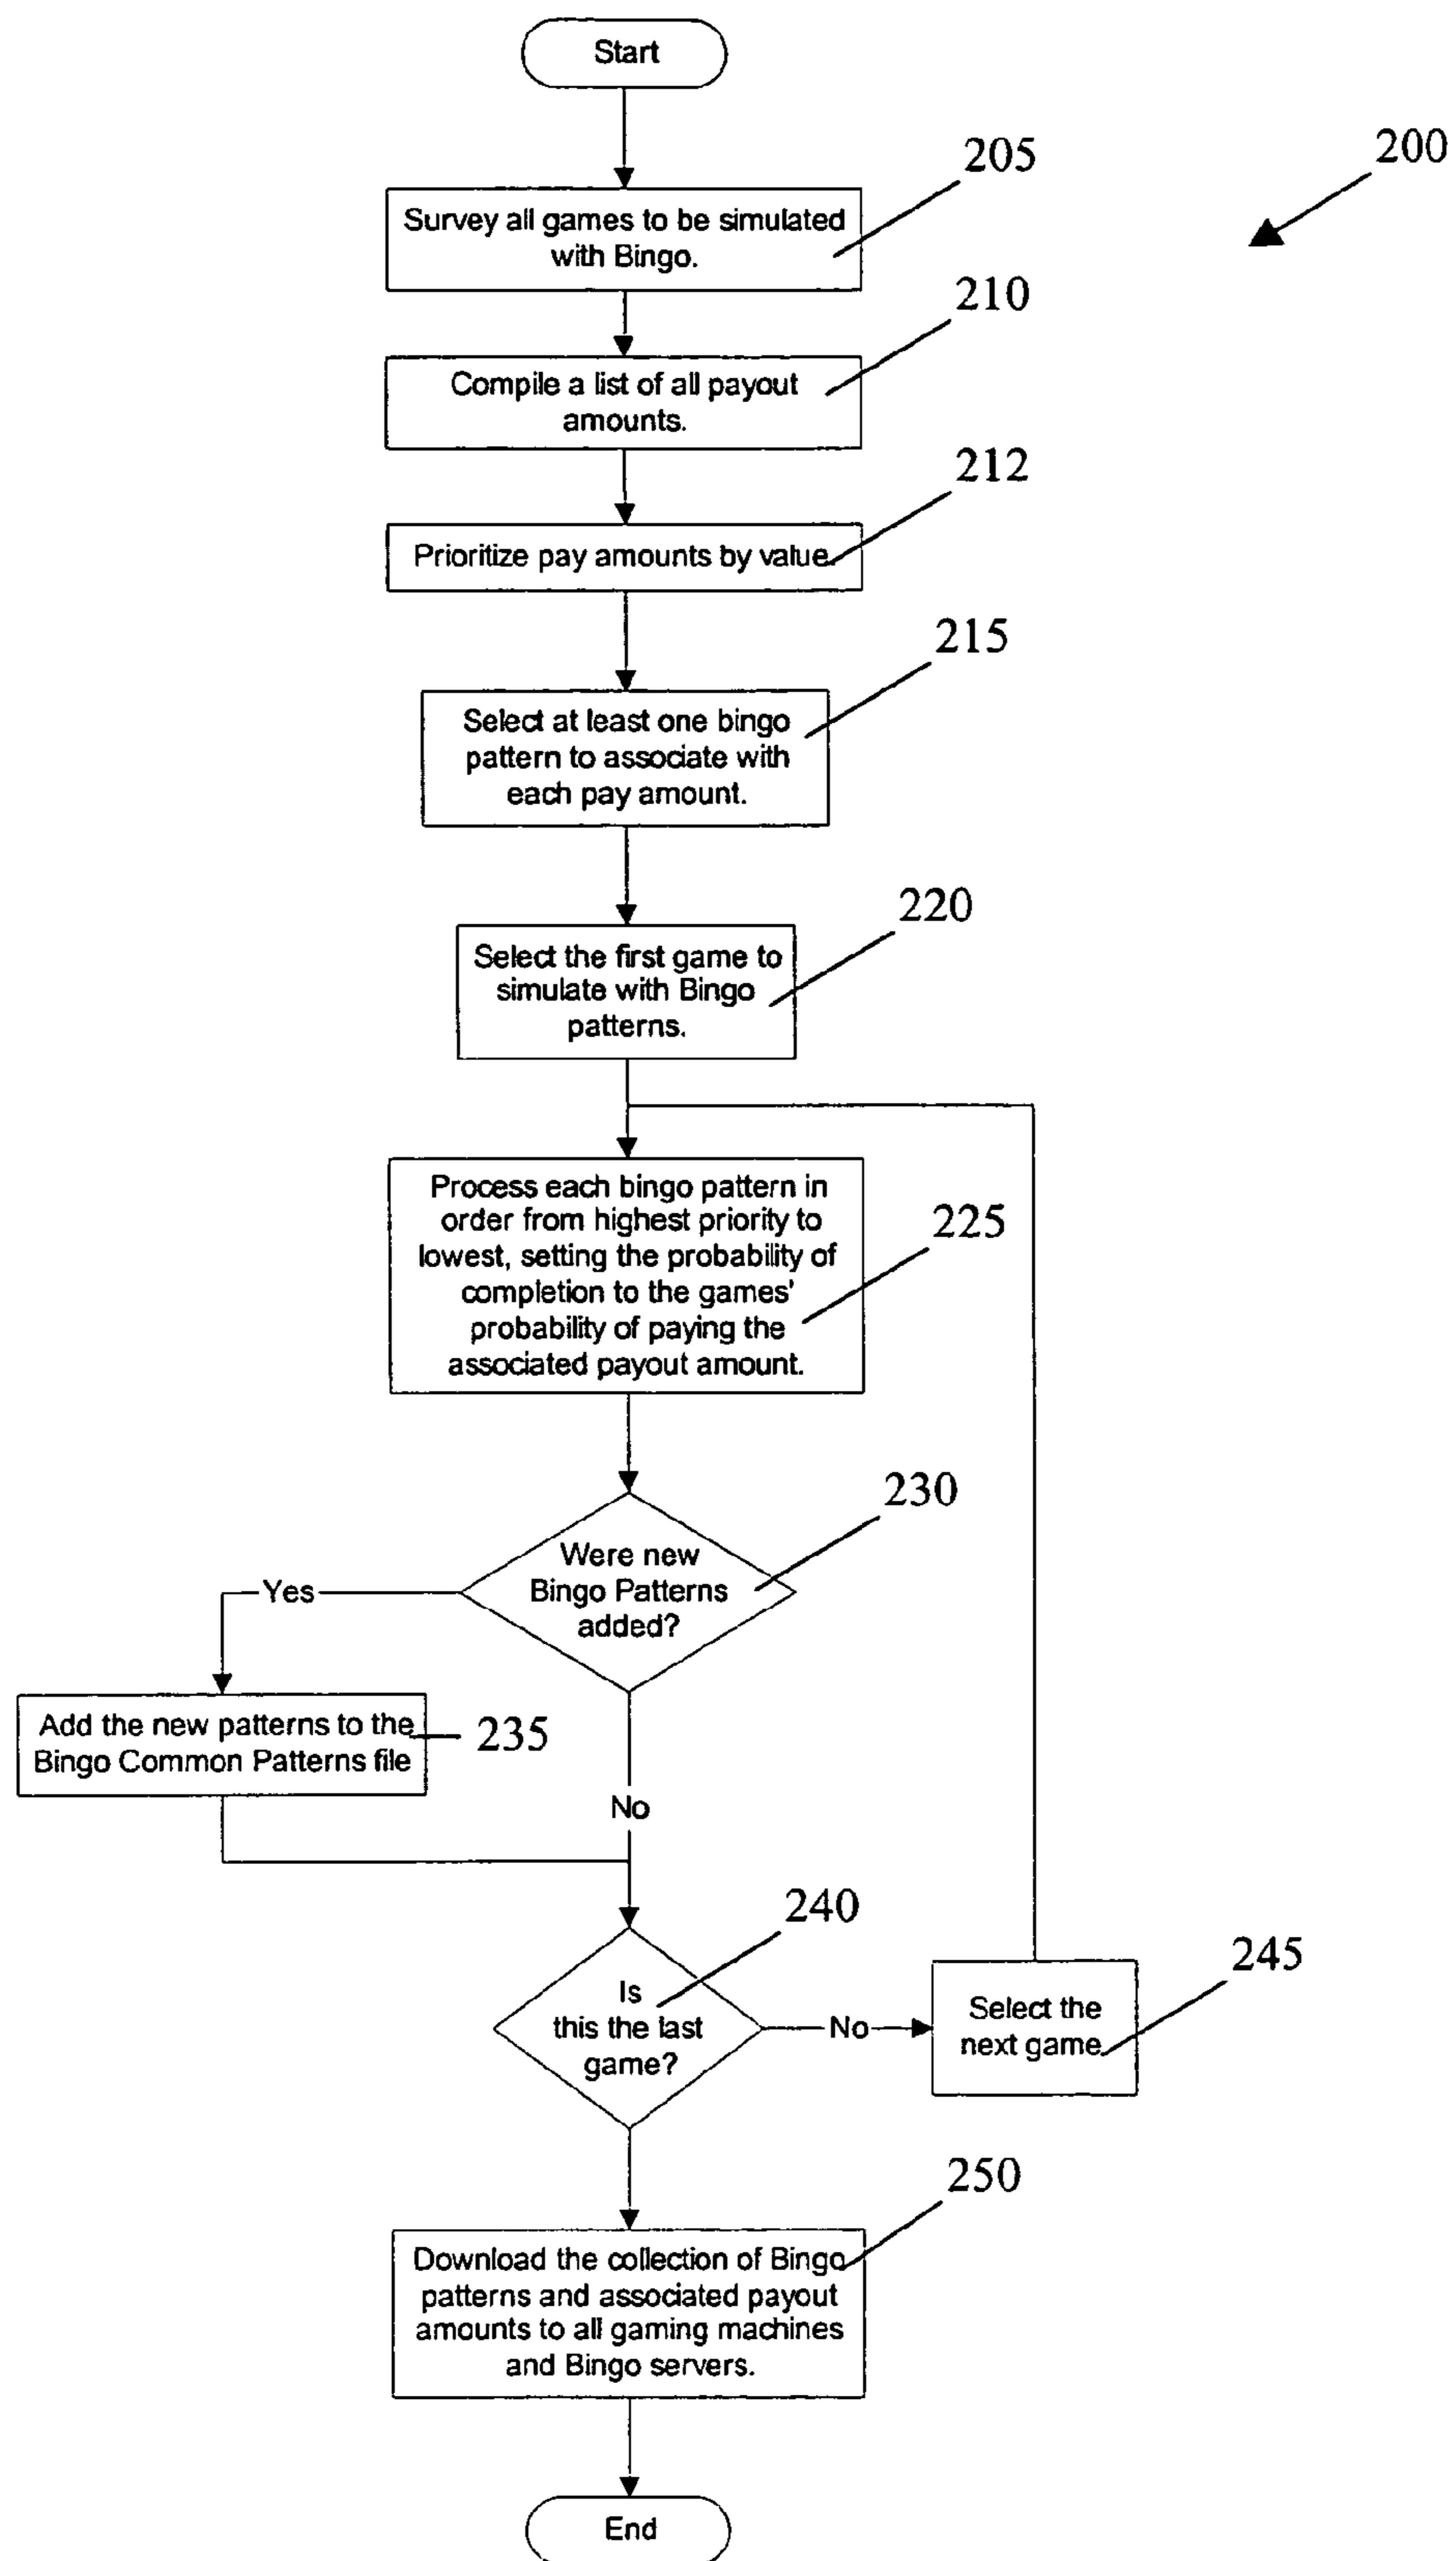 Start
200
205
Survey all games to be simulated
with Bingo.
210
Compile a list of all payout
amounts.
212
Prioritize pay amounts by value.
215
Select at least one bingo
pattern to associate with
each pay amount.
220
Select the first game to
simulate with Bingo
patterns.
Process each bingo pattern in
order from highest priority to
lowest, setting the probability of
completion to the games'
probability of paying the
associated payout amount.
225
230
Were new
Bingo Patterns
added?
Yes
Add the new patterns to the
Bingo Common Patterns file
235
No
240
Is
this the last
game?
No
245
Select the
next game.
250
Download the collection of Bingo
patterns and associated payout
amounts to all gaming machines
and Bingo servers.
End